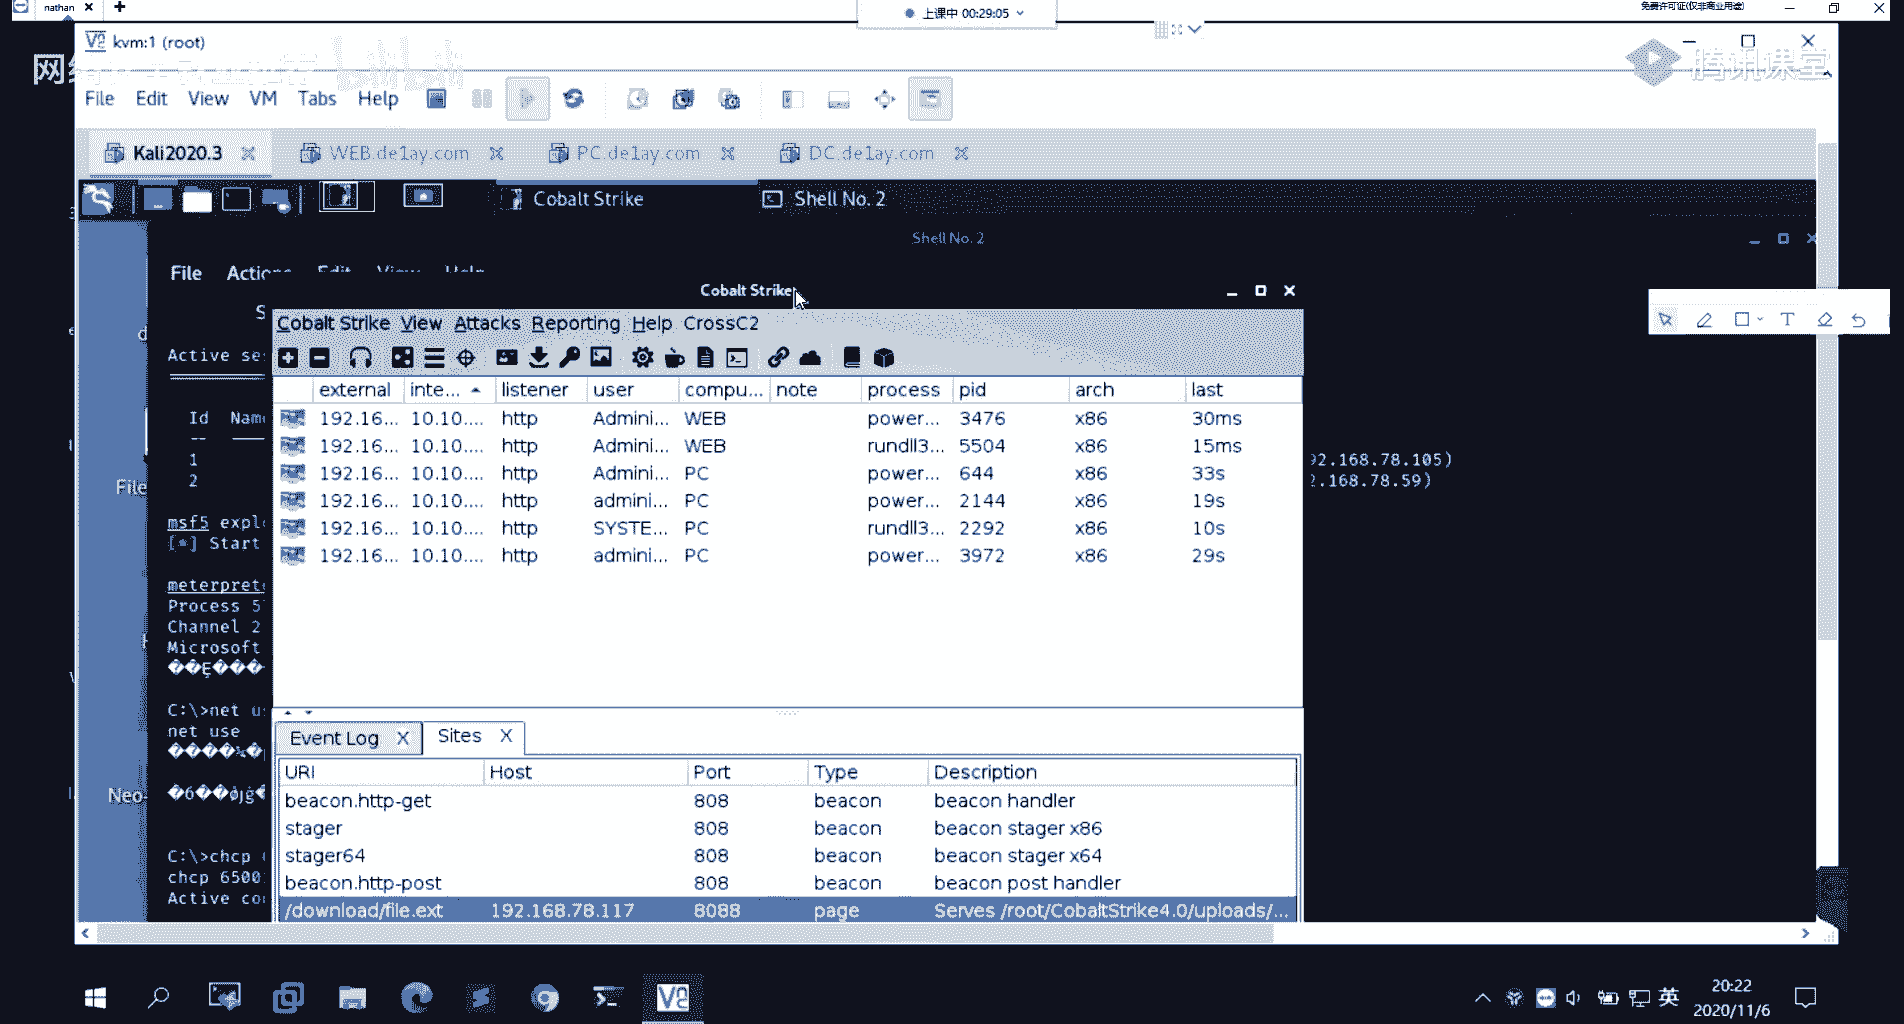 nathan
上课中 00:29:05
免费许可证(仅非商业用途)
kvm:1 (root)
腾讯课堂
File Edit View VM Tabs Help
Kali2020.3
WEB.de1ay.com
PC.de1ay.com
DC.de1ay.com
Cobalt Strike
Shell No. 2
Shell No. 2
File Actions Edit View Help
Cobalt Strike
Cobalt Strike View Attacks Reporting Help CrossC2
Active se
external inte... listener user compu... note process pid arch last
192.16... 10.10.... http Admini... WEB power... 3476 x86 30ms
192.16... 10.10.... http Admini... WEB rundll3... 5504 x86 15ms
192.16... 10.10.... http Admini... PC power... 644 x86 33s
192.16... 10.10.... http admini... PC power... 2144 x86 19s
192.16... 10.10.... http SYSTE... PC rundll3... 2292 x86 10s
192.16... 10.10.... http admini... PC power... 3972 x86 29s
Id Name
1
2
92.168.78.105)
2.168.78.59)
File
msf5 expl
[*] Start
meterpret
Process 5
Channel 2
Microsoft
C:\>net u
net use
Neo-
C:\>chcp
chcp 6500
Active co
Event Log X
Sites X
URI Host Port Type Description
beacon.http-get 808 beacon beacon handler
stager 808 beacon beacon stager x86
stager64 808 beacon beacon stager x64
beacon.http-post 808 beacon beacon post handler
/download/file.ext 192.168.78.117 8088 page Serves /root/CobaltStrike4.0/uploads/...
英
20:22
2020/11/6